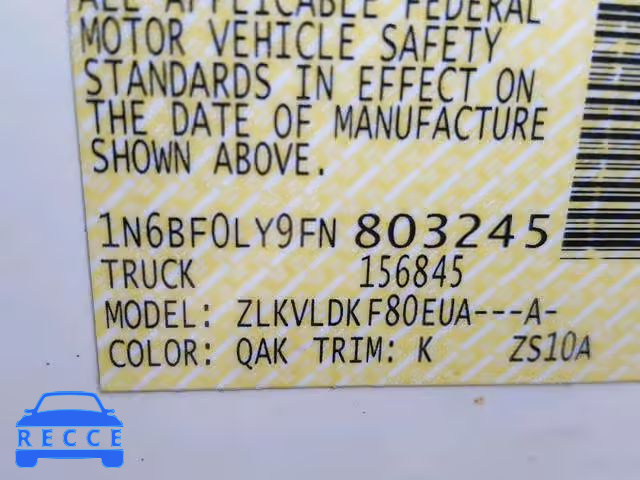 ALL APPLICABLE FEDERAL
MOTOR VEHICLE SAFETY
STANDARDS IN EFFECT ON
THE DATE OF MANUFACTURE
SHOWN ABOVE.
1N6BF0LY9FN 803245
TRUCK 156845
MODEL: ZLKVLDKF80EUA---A-
COLOR: QAK TRIM: K ZS10A
RECCE